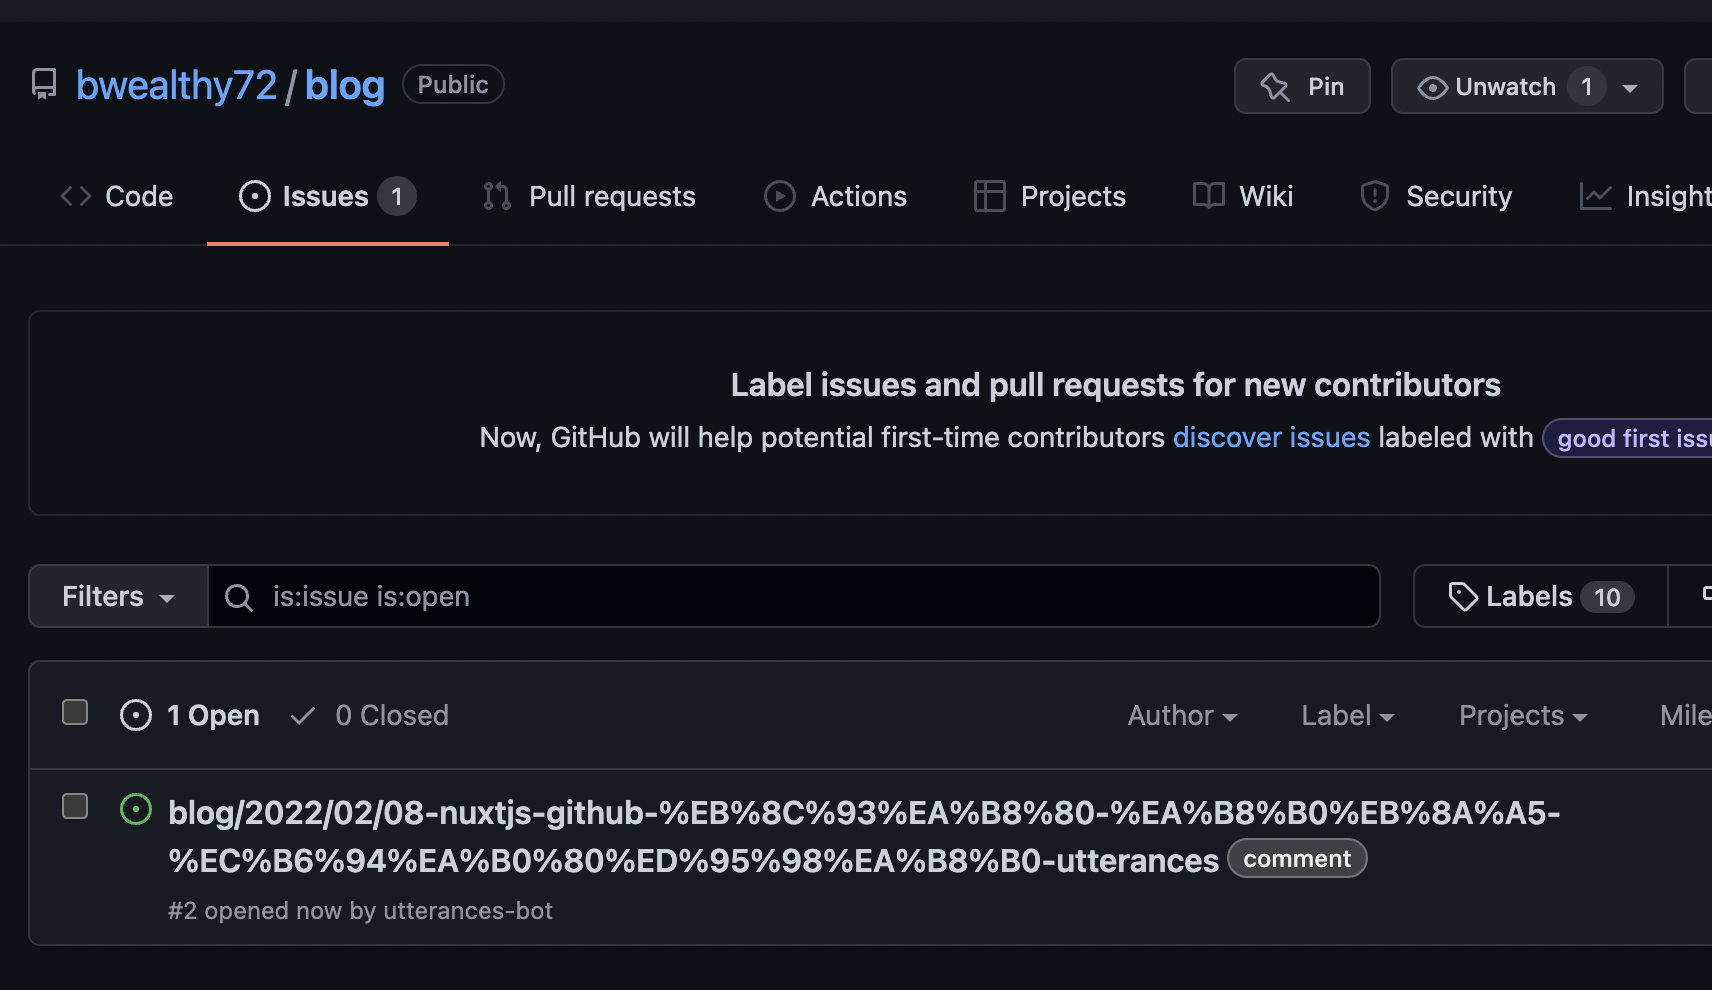 bwealthy72 / blog Public Pin Unwatch 1
Code Issues 1 Pull requests Actions Projects Wiki Security Insight
Label issues and pull requests for new contributors
Now, GitHub will help potential first-time contributors discover issues labeled with good first issu
Filters is:issue is:open Labels 10
1 Open 0 Closed Author Label Projects Mile
blog/2022/02/08-nuxtjs-github-%EB%8C%93%EA%B8%80-%EA%B8%B0%EB%8A%A5-
%EC%B6%94%EA%B0%80%ED%95%98%EA%B8%B0-utterances comment
#2 opened now by utterances-bot